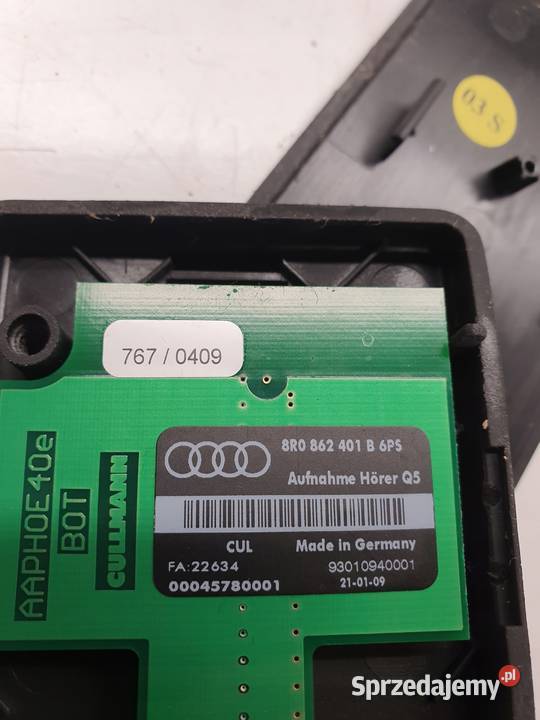 03 S
767 / 0409
8R0 862 401 B 6PS
Aufnahme Hörer Q5
CUL Made in Germany
FA:22634 93010940001
00045780001 21-01-09
AAPHOE40e
BOT
CULLMANN
Sprzedajemy.pl